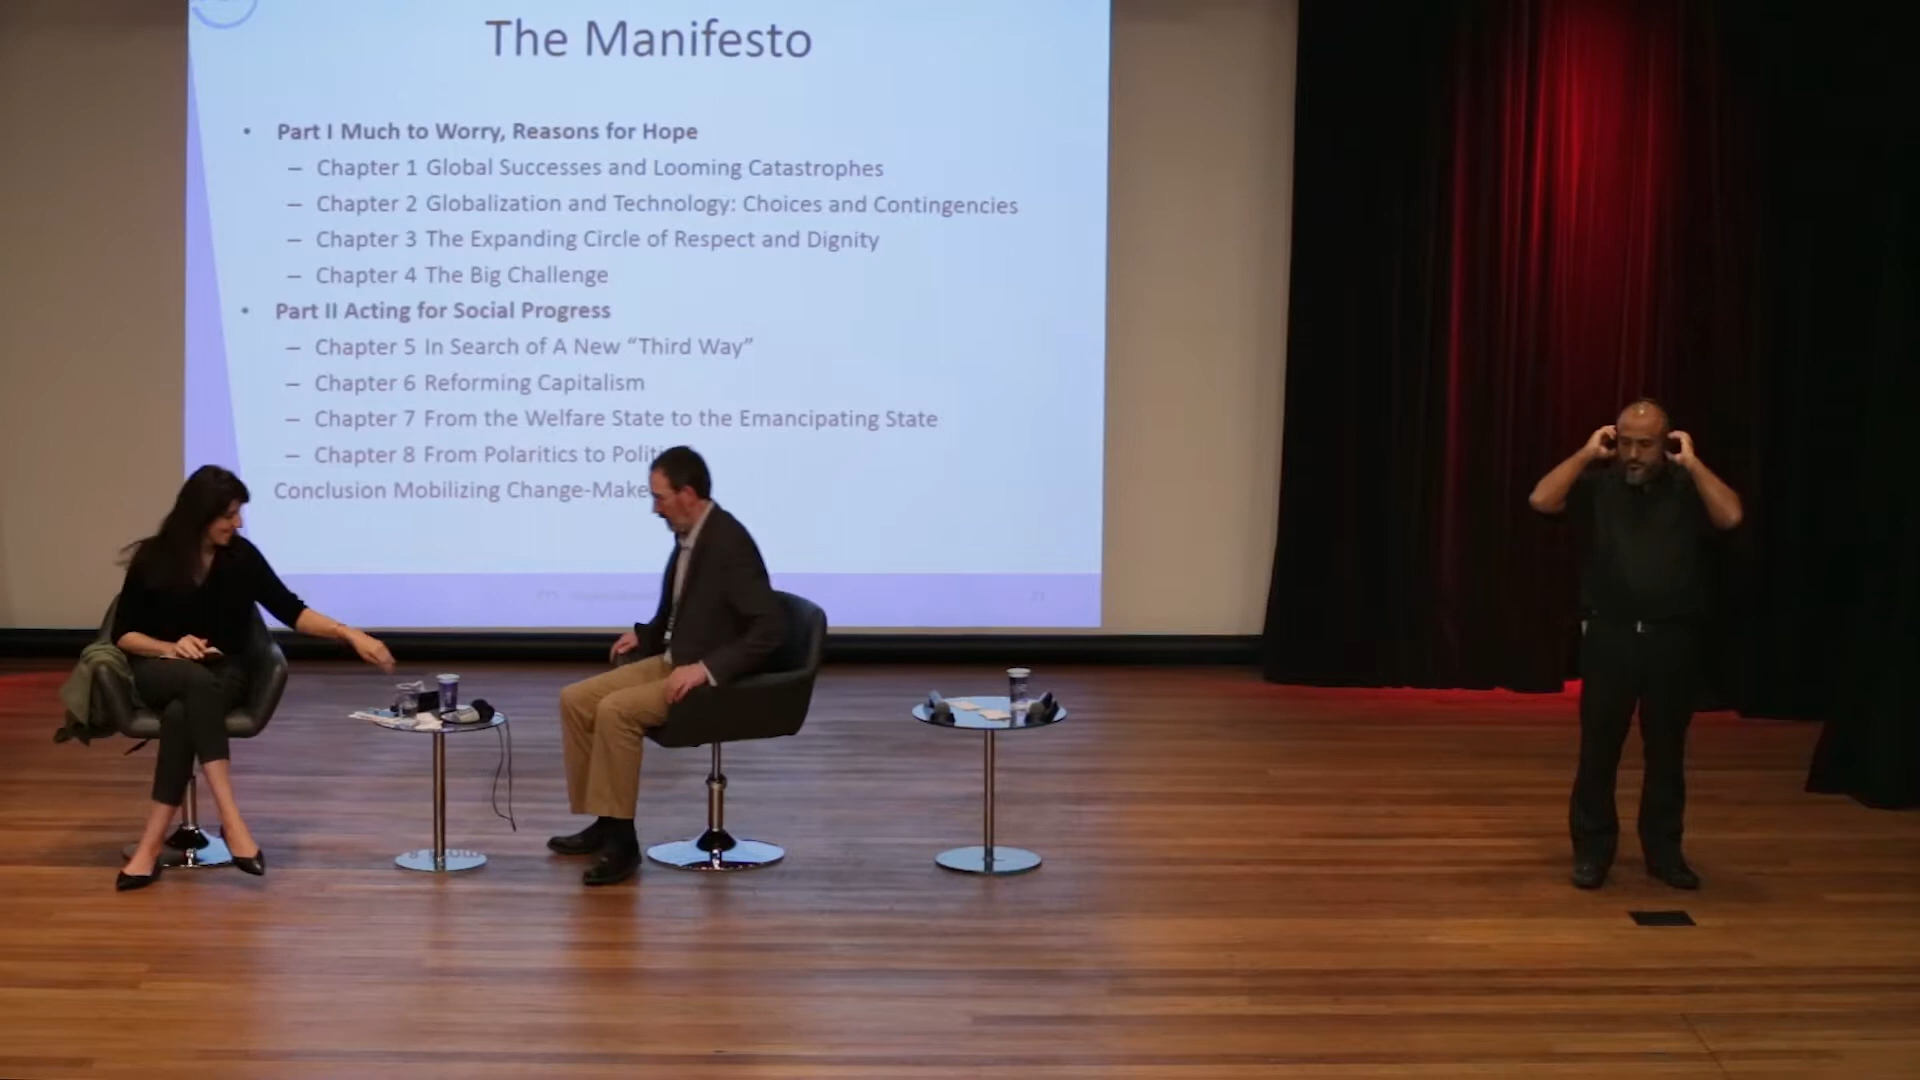 The Manifesto
• Part I Much to Worry, Reasons for Hope
– Chapter 1 Global Successes and Looming Catastrophes
– Chapter 2 Globalization and Technology: Choices and Contingencies
– Chapter 3 The Expanding Circle of Respect and Dignity
– Chapter 4 The Big Challenge
• Part II Acting for Social Progress
– Chapter 5 In Search of A New “Third Way”
– Chapter 6 Reforming Capitalism
– Chapter 7 From the Welfare State to the Emancipating State
– Chapter 8 From Polaritics to
Conclusion Mobilizing